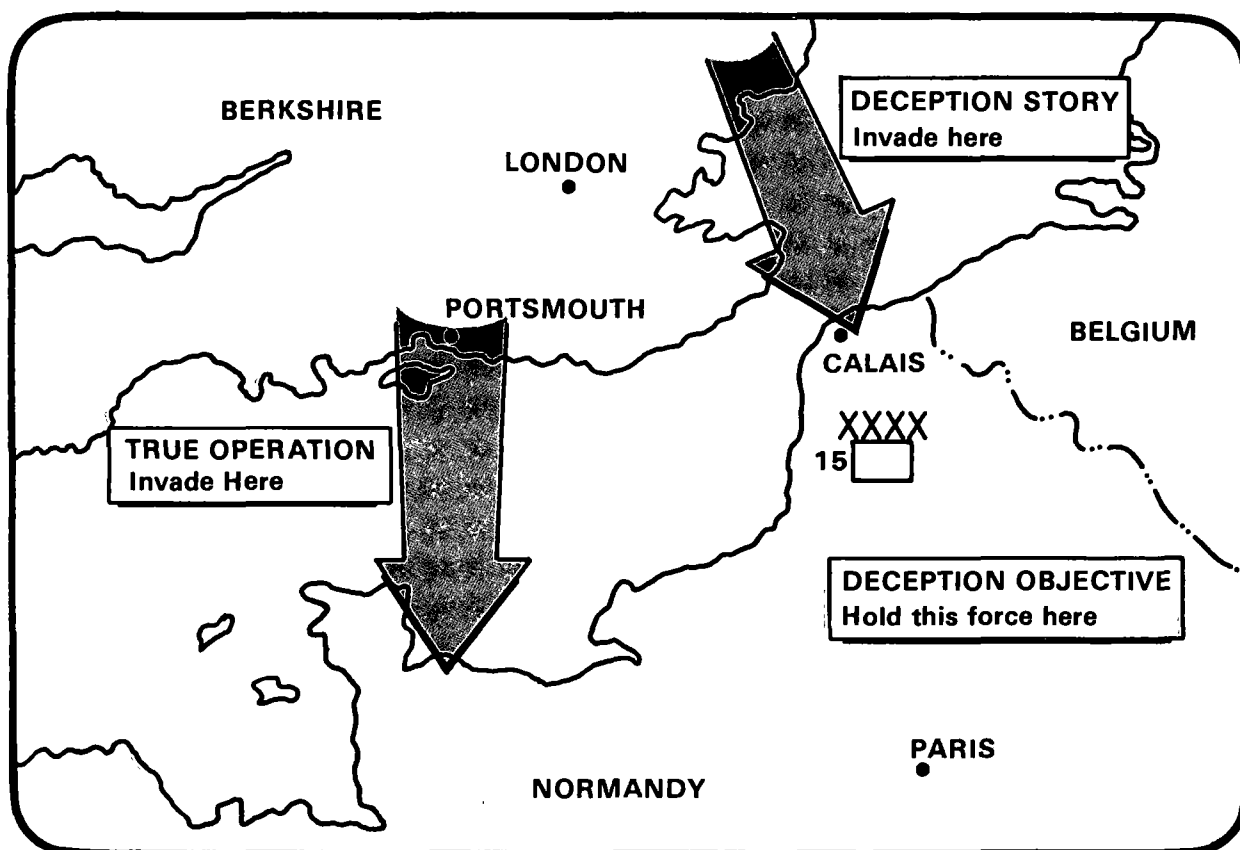 BERKSHIRE
LONDON
DECEPTION STORY
Invade here
PORTSMOUTH
BELGIUM
CALAIS
TRUE OPERATION
Invade Here
XXXX
15
DECEPTION OBJECTIVE
Hold this force here
PARIS
NORMANDY